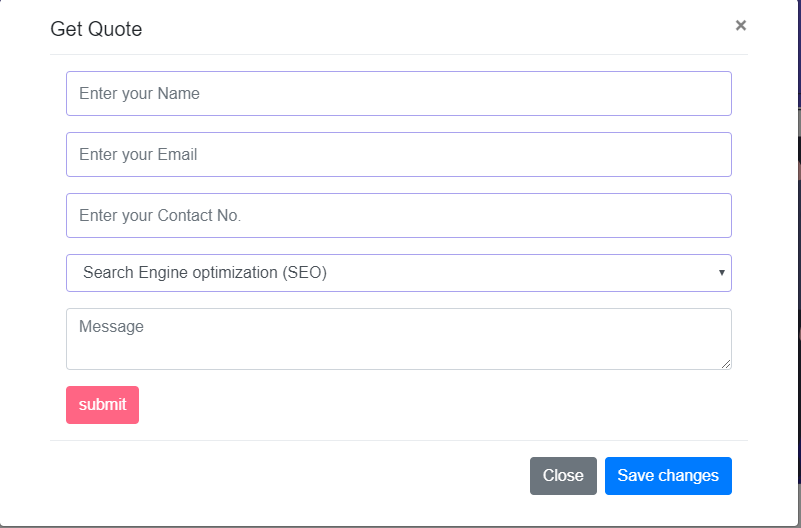 Get Quote ×
Enter your Name
Enter your Email
Enter your Contact No.
Search Engine optimization (SEO)
Message
submit
Close Save changes